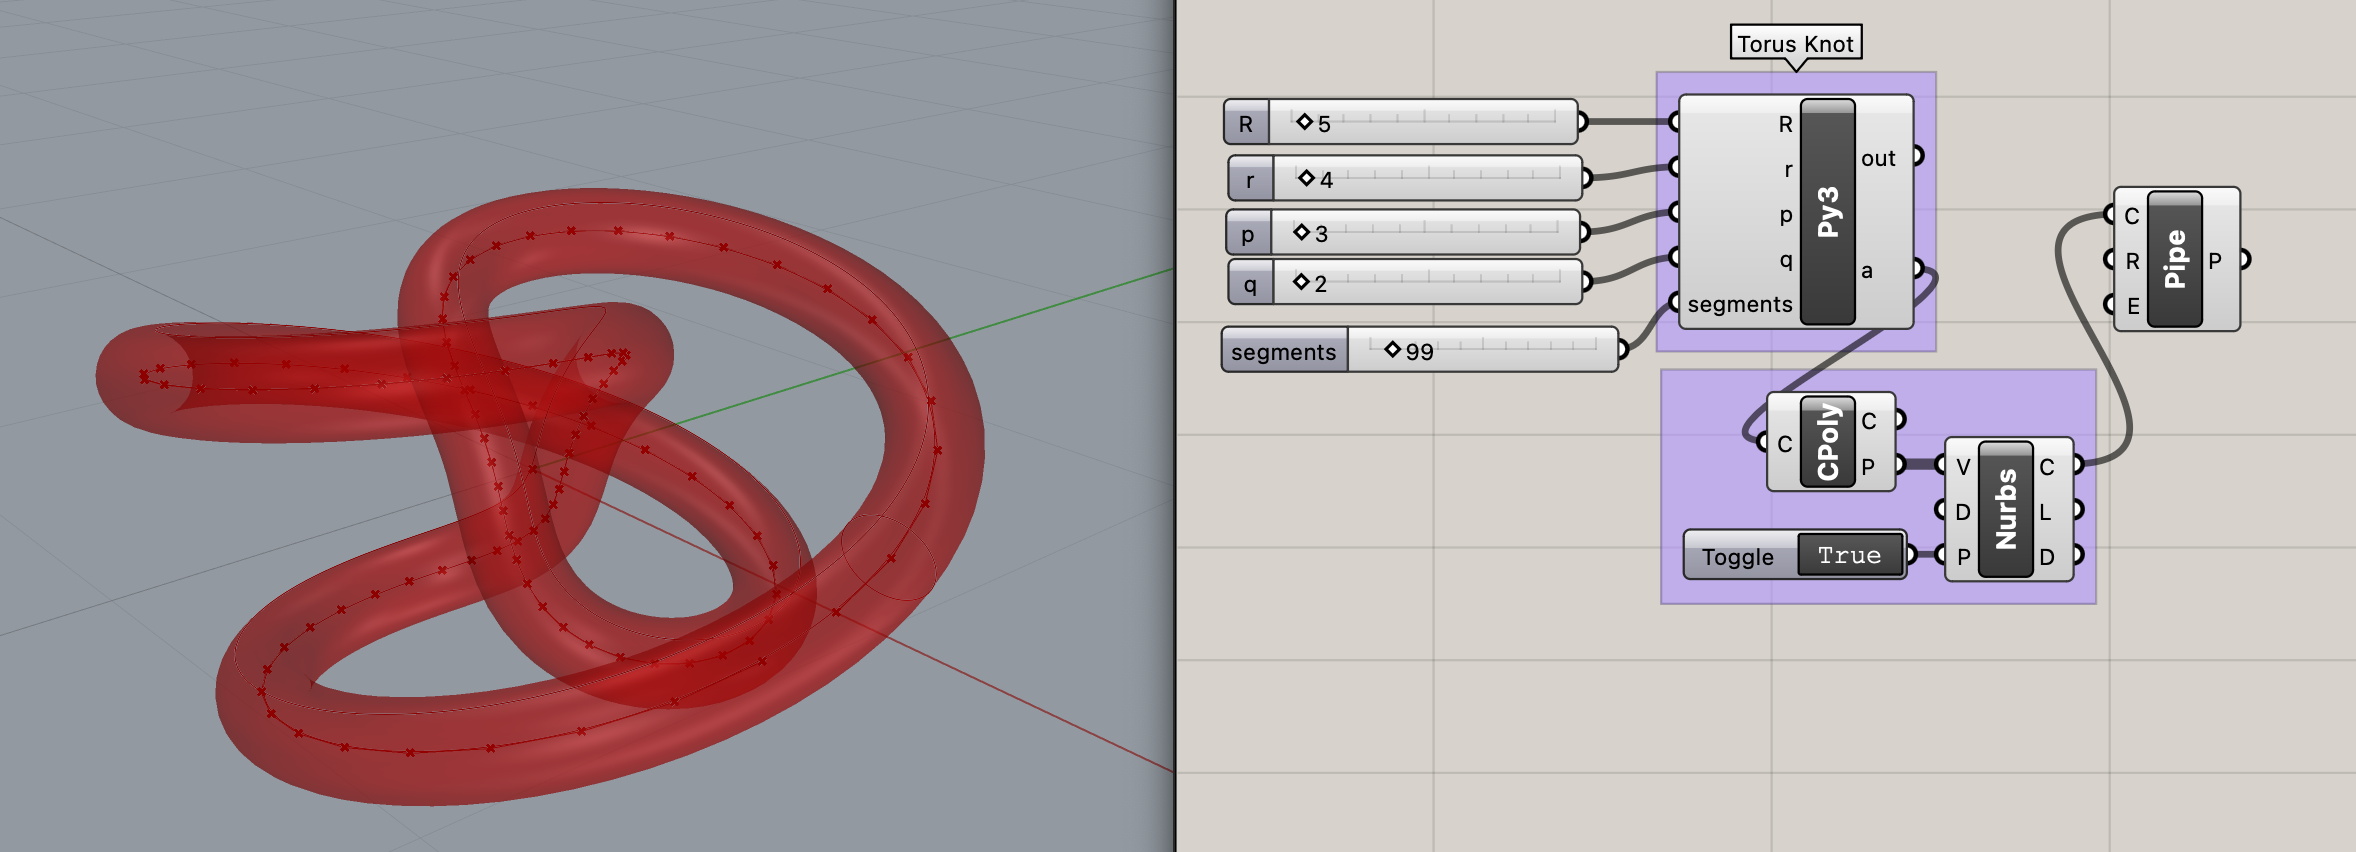 Torus Knot
R 5
r 4
p 3
q 2
segments 99
R
r
p
q
segments
Py3
out
a
C
CPoly
C
P
Toggle True
V
D
P
Nurbs
C
L
D
C
R
E
Pipe
P